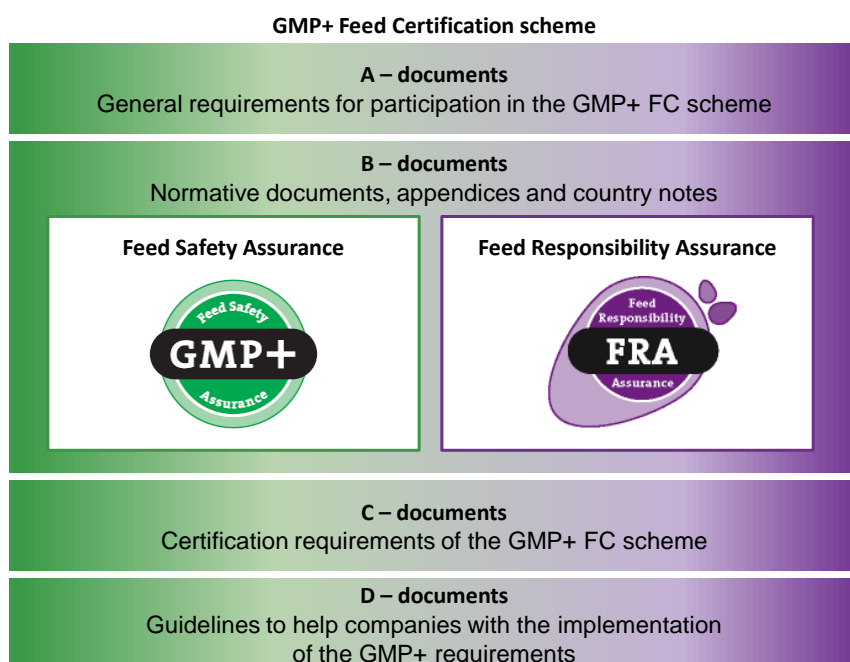 GMP+ Feed Certification scheme
A – documents
General requirements for participation in the GMP+ FC scheme
B – documents
Normative documents, appendices and country notes
Feed Safety Assurance
Feed Safety
GMP+
Assurance
Feed Responsibility Assurance
Feed
Responsibility
FRA
Assurance
C – documents
Certification requirements of the GMP+ FC scheme
D – documents
Guidelines to help companies with the implementation
of the GMP+ requirements